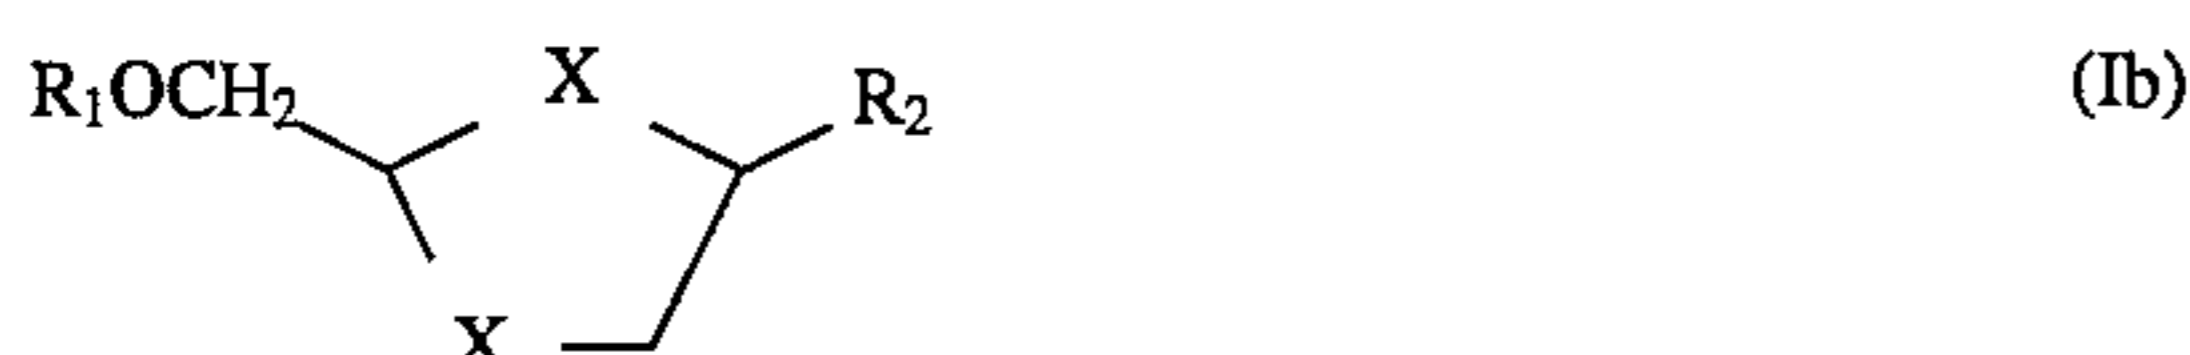 R₁OCH₂ X R₂ (Ib)
X